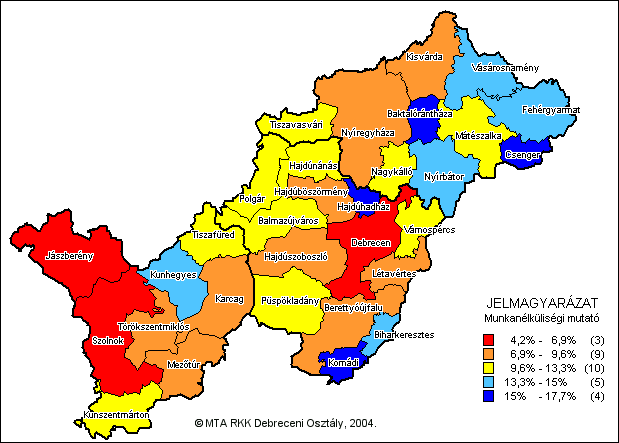 Kisvárda
Vásárosnamény
Fehérgyarmat
Baktalórántháza
Tiszavasvári
Nyíregyháza
Mátészalka
Csenger
Hajdúnánás
Nagykálló
Nyírbátor
Polgár
Hajdúböszörmény
Hajdúhadház
Balmazújváros
Tiszafüred
Debrecen
Vámospércs
Jászberény
Hajdúszoboszló
Kunhegyes
Létavértes
Karcag
Püspökladány
Berettyóújfalu
Törökszentmiklós
Szolnok
Biharkeresztes
Mezőtúr
Komádi
Kunszentmárton
JELMAGYARÁZAT
Munkanélküliségi mutató
4,2% - 6,9% (3)
6,9% - 9,6% (9)
9,6% - 13,3% (10)
13,3% - 15% (5)
15% - 17,7% (4)
© MTA RKK Debreceni Osztály, 2004.